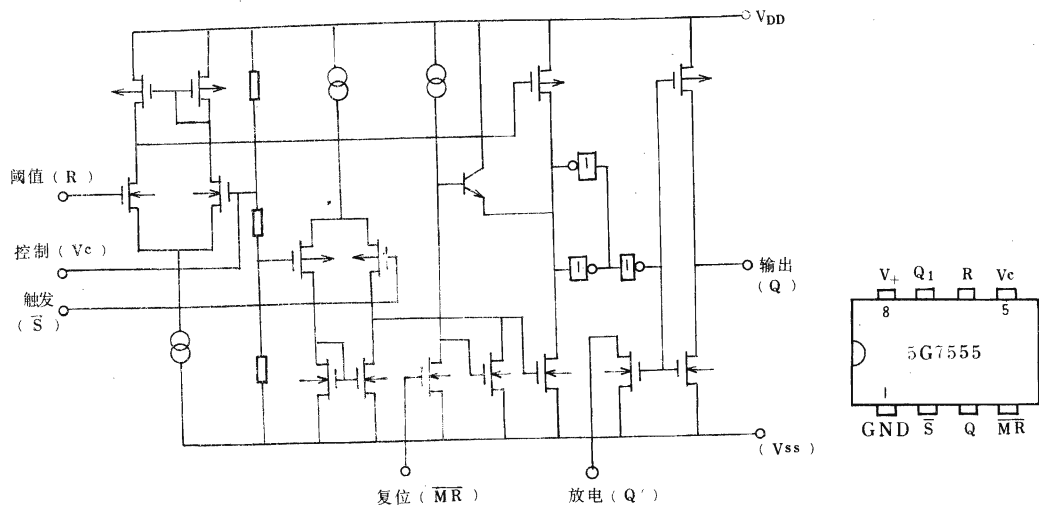 V_DD
阈值(R)
控制(Vc)
触发
(S̅)
输出
(Q)
(Vss)
复位(M̅R̅)
放电(Q')
V+ Q1 R Vc
8 5
5G7555
1
GND S̅ Q M̅R̅
1
1
1